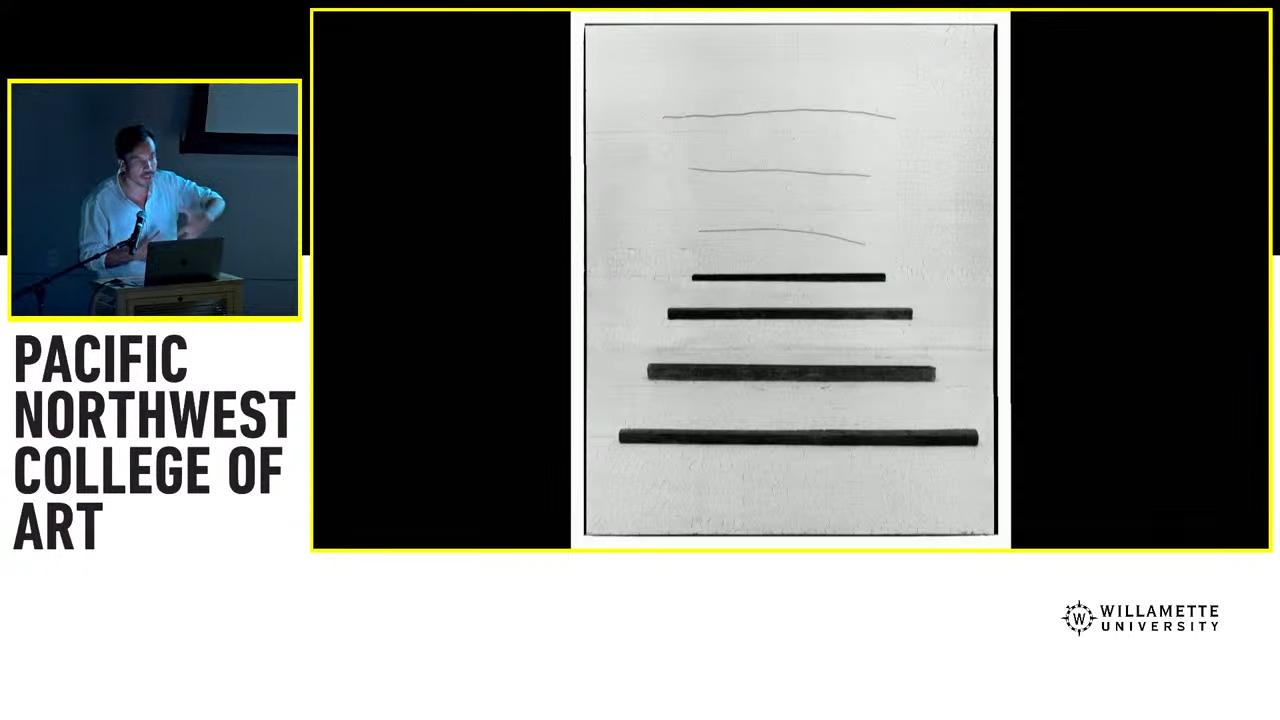 PACIFIC
NORTHWEST
COLLEGE OF
ART
W
WILLAMETTE
UNIVERSITY